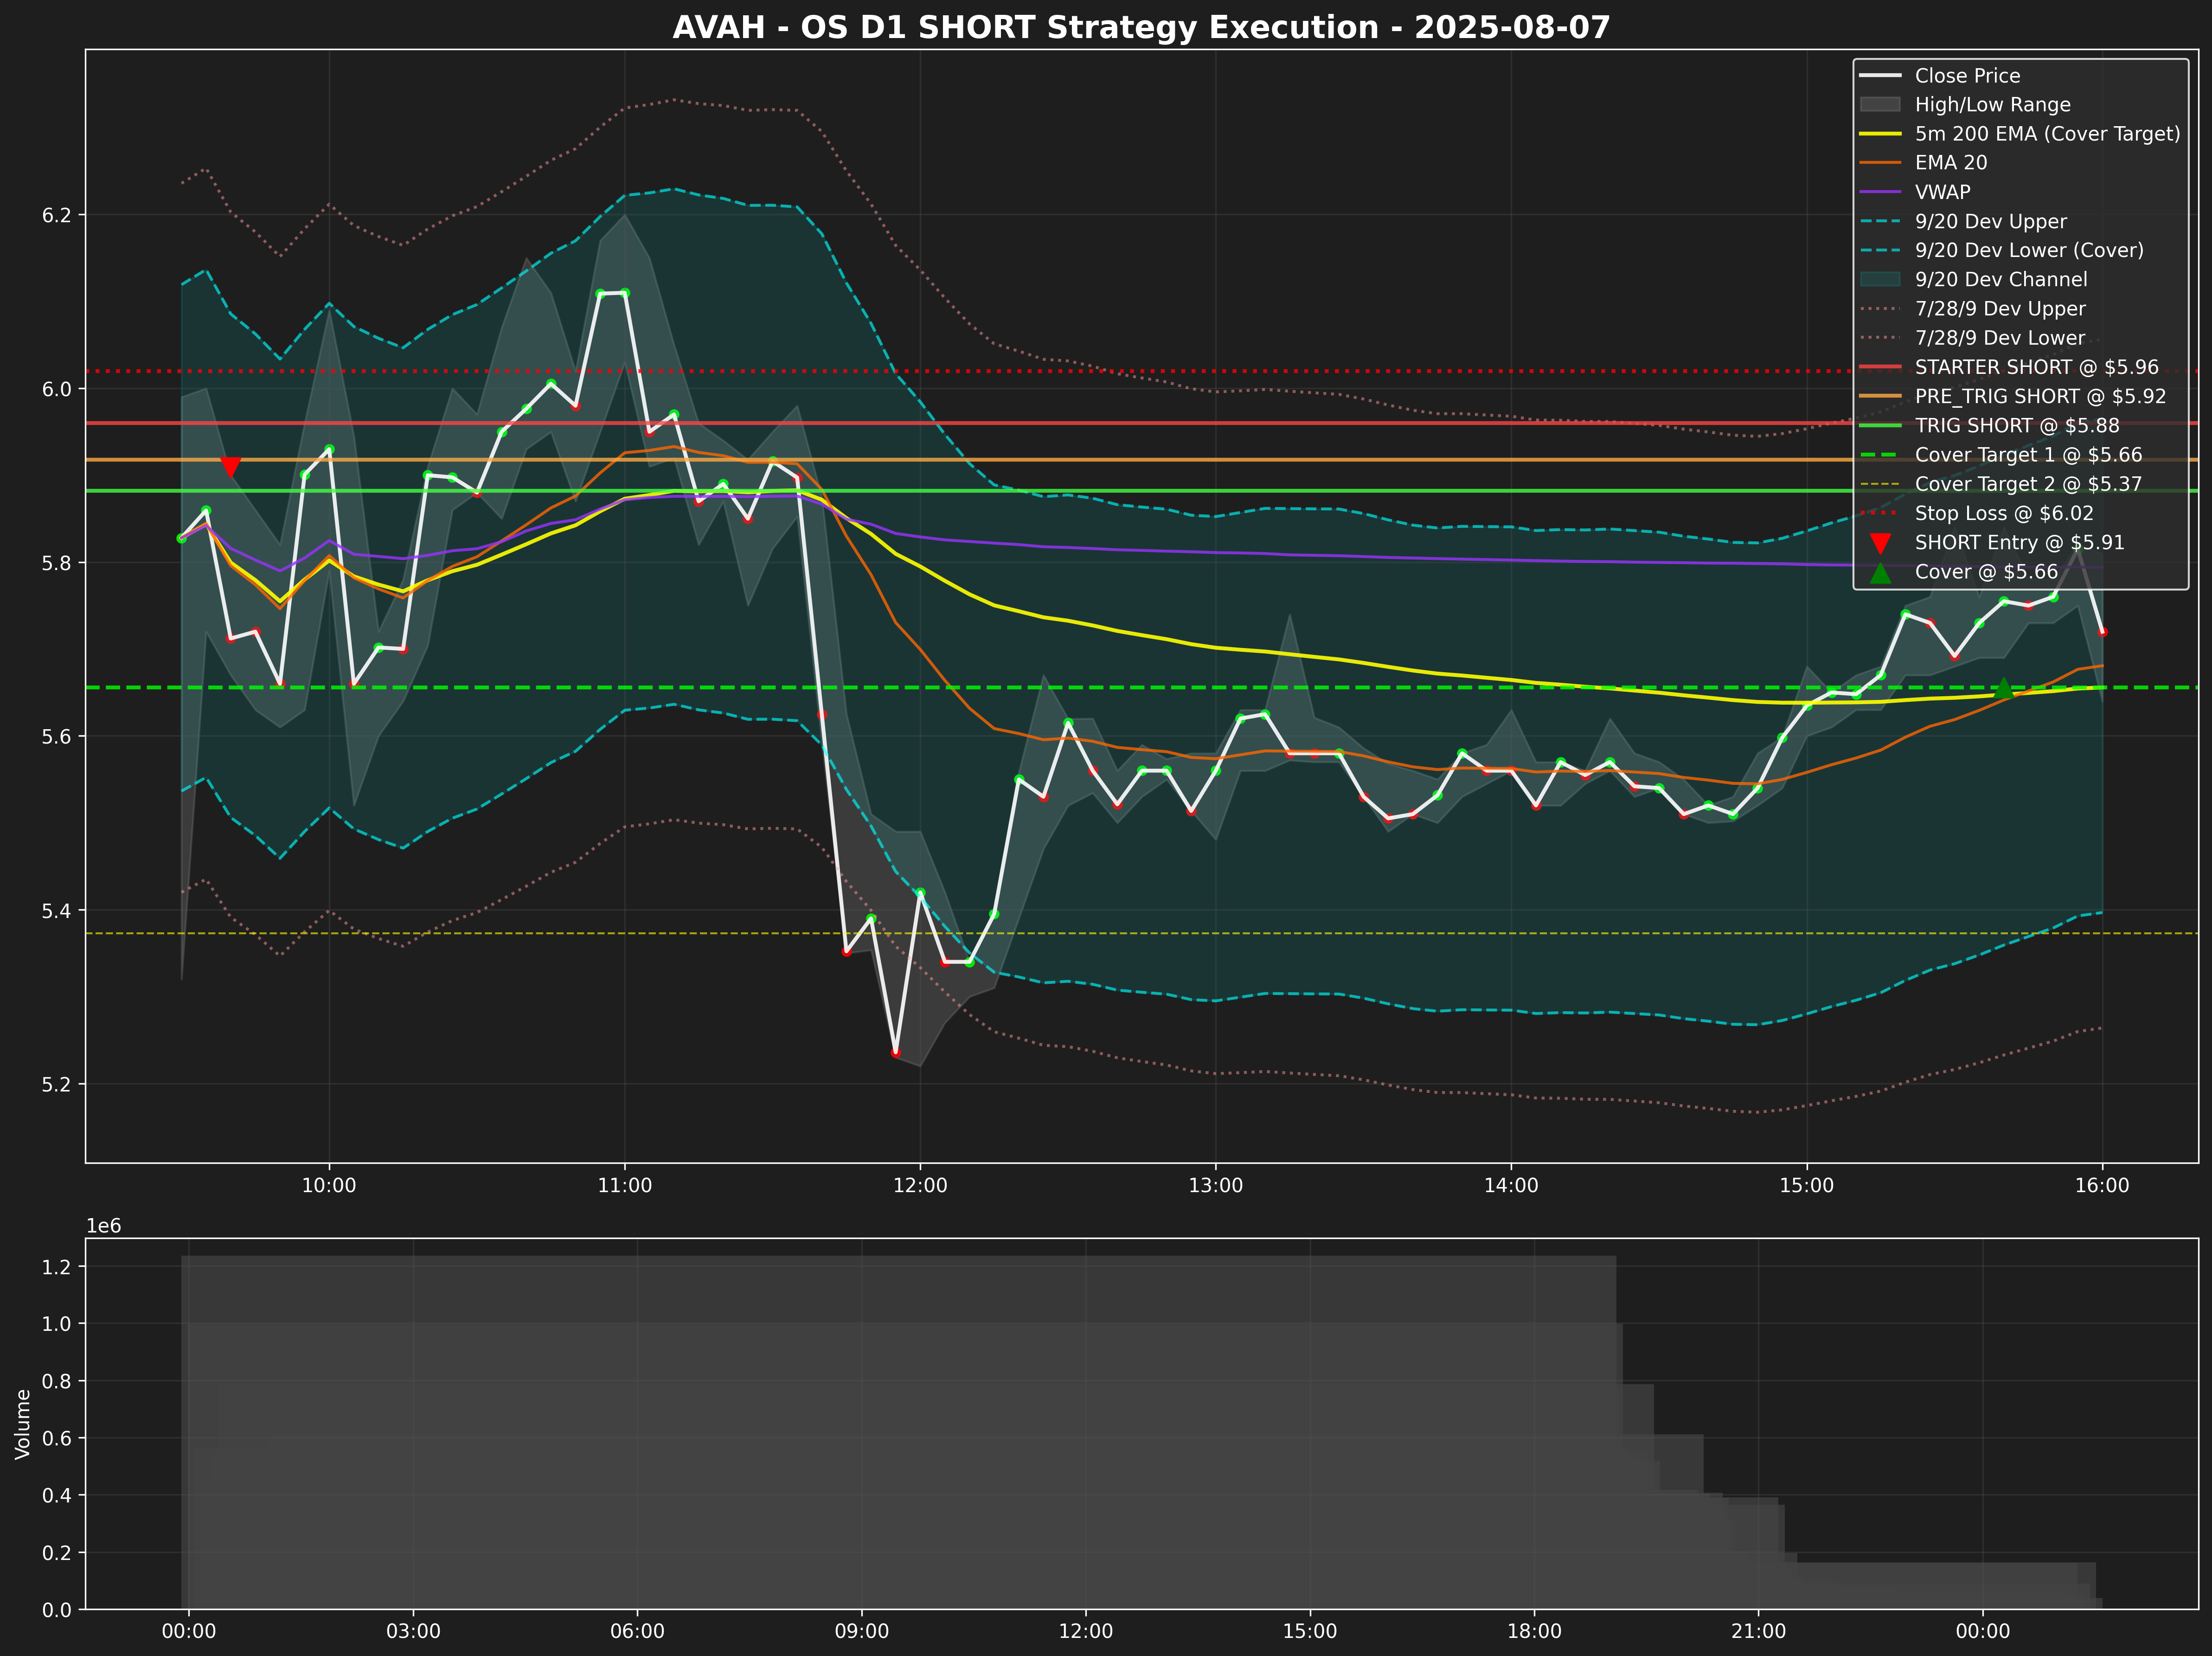 AVAH - OS D1 SHORT Strategy Execution - 2025-08-07
Close Price
High/Low Range
5m 200 EMA (Cover Target)
EMA 20
VWAP
9/20 Dev Upper
9/20 Dev Lower (Cover)
9/20 Dev Channel
7/28/9 Dev Upper
7/28/9 Dev Lower
STARTER SHORT @ $5.96
PRE_TRIG SHORT @ $5.92
TRIG SHORT @ $5.88
Cover Target 1 @ $5.66
Cover Target 2 @ $5.37
Stop Loss @ $6.02
SHORT Entry @ $5.91
Cover @ $5.66
6.2
6.0
5.8
5.6
5.4
5.2
10:00 11:00 12:00 13:00 14:00 15:00 16:00
1e6
Volume
1.2
1.0
0.8
0.6
0.4
0.2
0.0
00:00 03:00 06:00 09:00 12:00 15:00 18:00 21:00 00:00